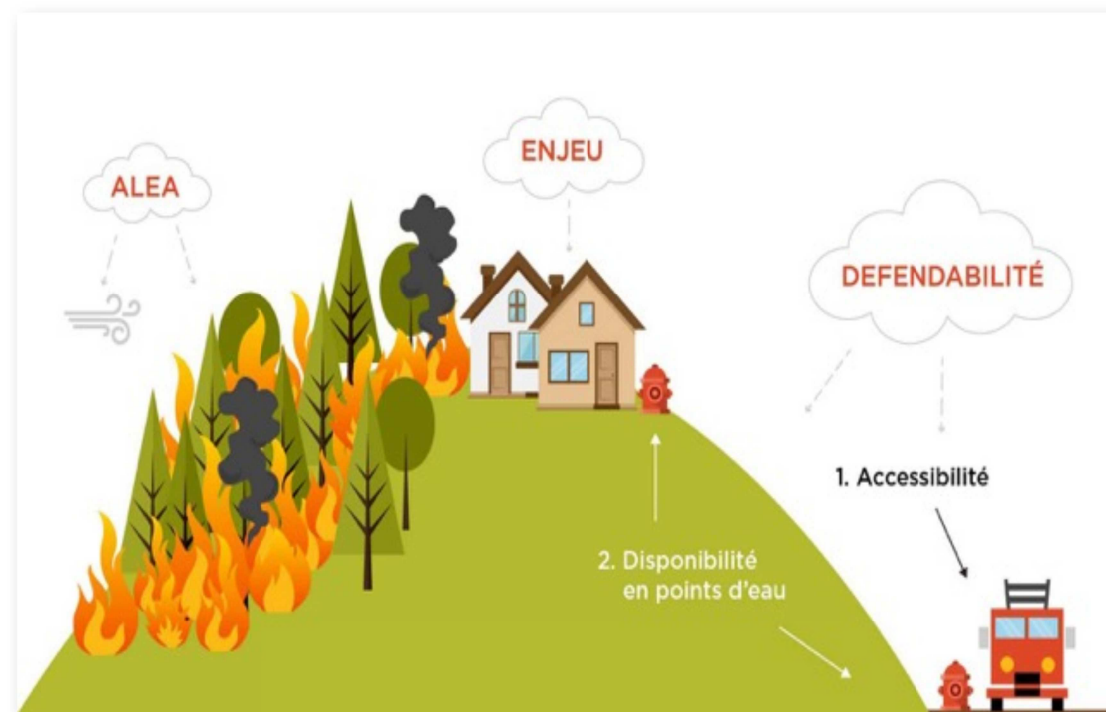 ALEA
ENJEU
DEFENDABILITÉ
1. Accessibilité
2. Disponibilité
en points d'eau